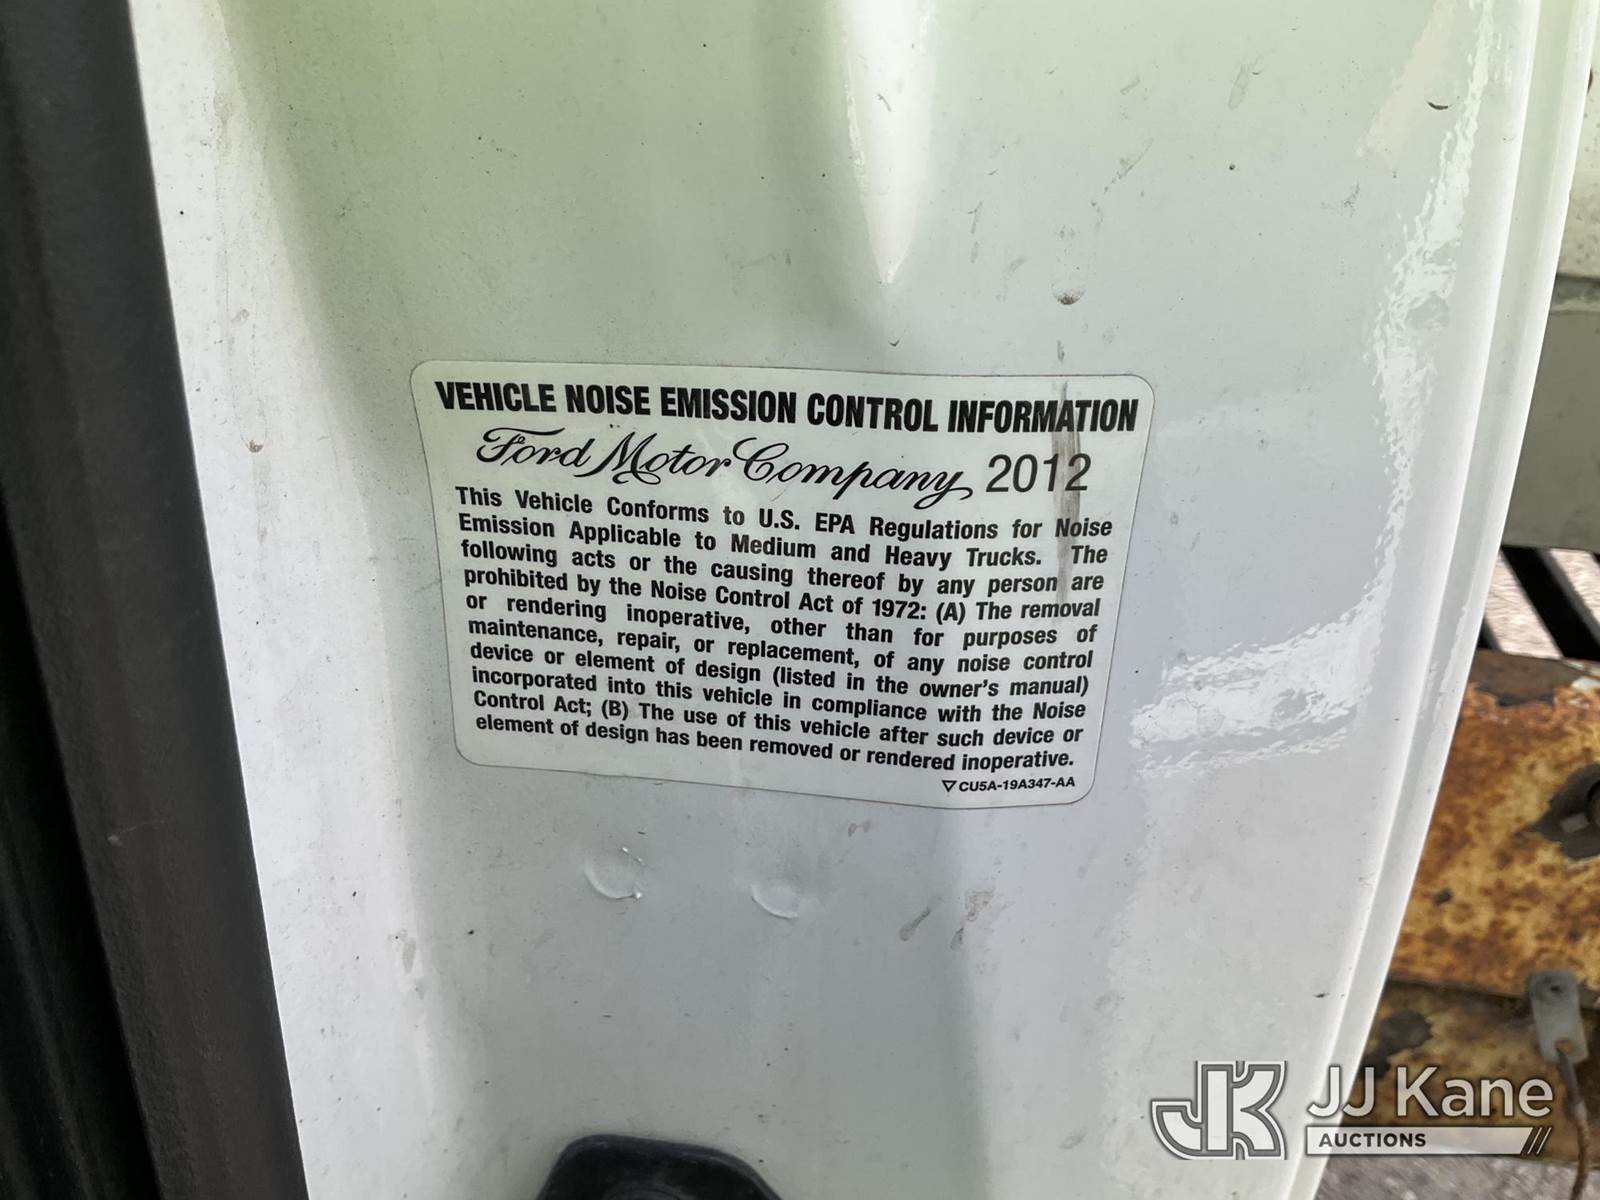 VEHICLE NOISE EMISSION CONTROL INFORMATION
Ford Motor Company, 2012
This Vehicle Conforms to U.S. EPA Regulations for Noise
Emission Applicable to Medium and Heavy Trucks. The
following acts or the causing thereof by any person are
prohibited by the Noise Control Act of 1972: (A) The removal
or rendering inoperative, other than for purposes of
maintenance, repair, or replacement, of any noise control
device or element of design (listed in the owner's manual)
incorporated into this vehicle in compliance with the Noise
Control Act; (B) The use of this vehicle after such device or
element of design has been removed or rendered inoperative.
▽ CU5A-19A347-AA
JK JJ Kane
AUCTIONS